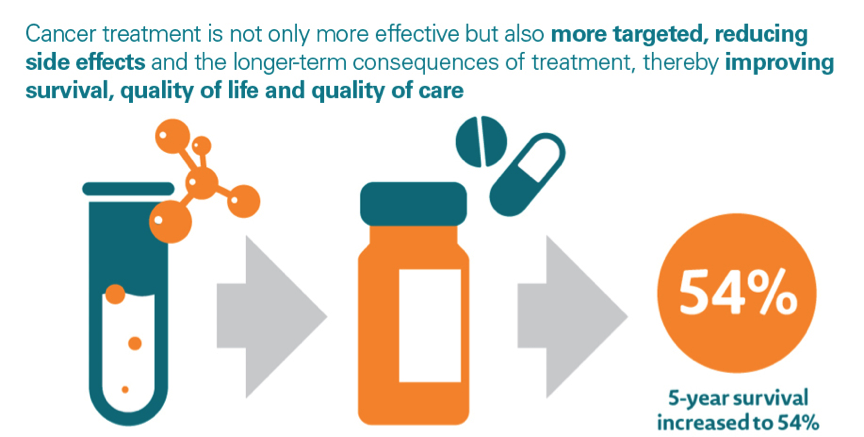 Cancer treatment is not only more effective but also more targeted, reducing
side effects and the longer-term consequences of treatment, thereby improving
survival, quality of life and quality of care
54%
5-year survival
increased to 54%